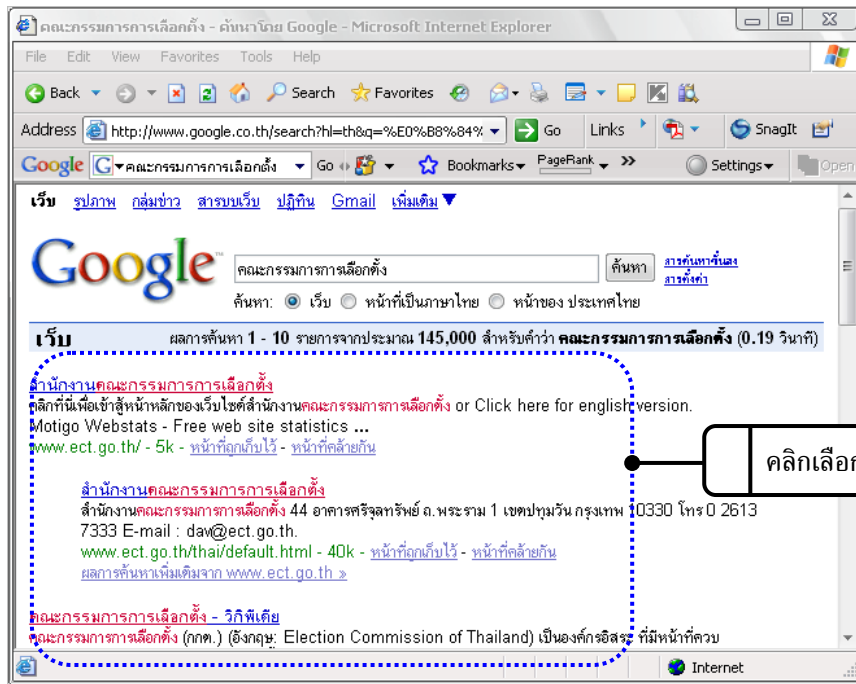 คณะกรรมการการเลือกตั้ง - ค้นหาโดย Google - Microsoft Internet Explorer
File Edit View Favorites Tools Help
Back Search Favorites
Address http://www.google.co.th/search?hl=th&q=%E0%B8%84% Go Links SnagIt
Google G คณะกรรมการการเลือกตั้ง Go Bookmarks PageRank Settings Open
เว็บ รูปภาพ กลุ่มข่าว สารบบเว็บ ปฏิทิน Gmail เพิ่มเติม ▼
Google™ คณะกรรมการการเลือกตั้ง ค้นหา การค้นหาขั้นสูง
การตั้งค่า
ค้นหา: เว็บ หน้าที่เป็นภาษาไทย หน้าของ ประเทศไทย
เว็บ ผลการค้นหา 1 - 10 รายการจากประมาณ 145,000 สำหรับคำว่า คณะกรรมการการเลือกตั้ง (0.19 วินาที)
สำนักงานคณะกรรมการการเลือกตั้ง
คลิกที่นี่เพื่อเข้าสู่หน้าหลักของเว็บไซต์สำนักงานคณะกรรมการการเลือกตั้ง or Click here for english version.
Motigo Webstats - Free web site statistics ...
www.ect.go.th/ - 5k - หน้าที่ถูกเก็บไว้ - หน้าที่คล้ายกัน
คลิกเลือก
สำนักงานคณะกรรมการการเลือกตั้ง
สำนักงานคณะกรรมการการเลือกตั้ง 44 อาคารศรีจุลทรัพย์ ถ.พระราม 1 เขตปทุมวัน กรุงเทพ 10330 โทร 0 2613
7333 E-mail : dav@ect.go.th.
www.ect.go.th/thai/default.html - 40k - หน้าที่ถูกเก็บไว้ - หน้าที่คล้ายกัน
ผลการค้นหาเพิ่มเติมจาก www.ect.go.th »
คณะกรรมการการเลือกตั้ง - วิกิพีเดีย
คณะกรรมการการเลือกตั้ง (กกต.) (อังกฤษ: Election Commission of Thailand) เป็นองค์กรอิสระ ที่มีหน้าที่ควบ
Internet